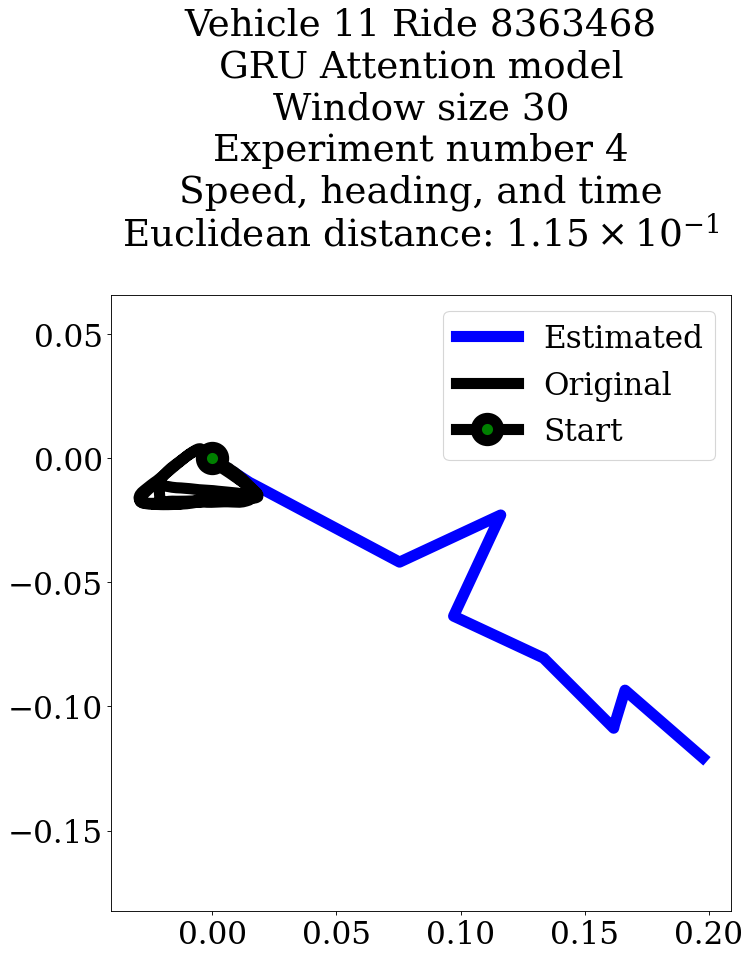 Vehicle 11 Ride 8363468
GRU Attention model
Window size 30
Experiment number 4
Speed, heading, and time
Euclidean distance: 1.15 × 10⁻¹
Estimated
Original
Start
0.05
0.00
−0.05
−0.10
−0.15
0.00 0.05 0.10 0.15 0.20